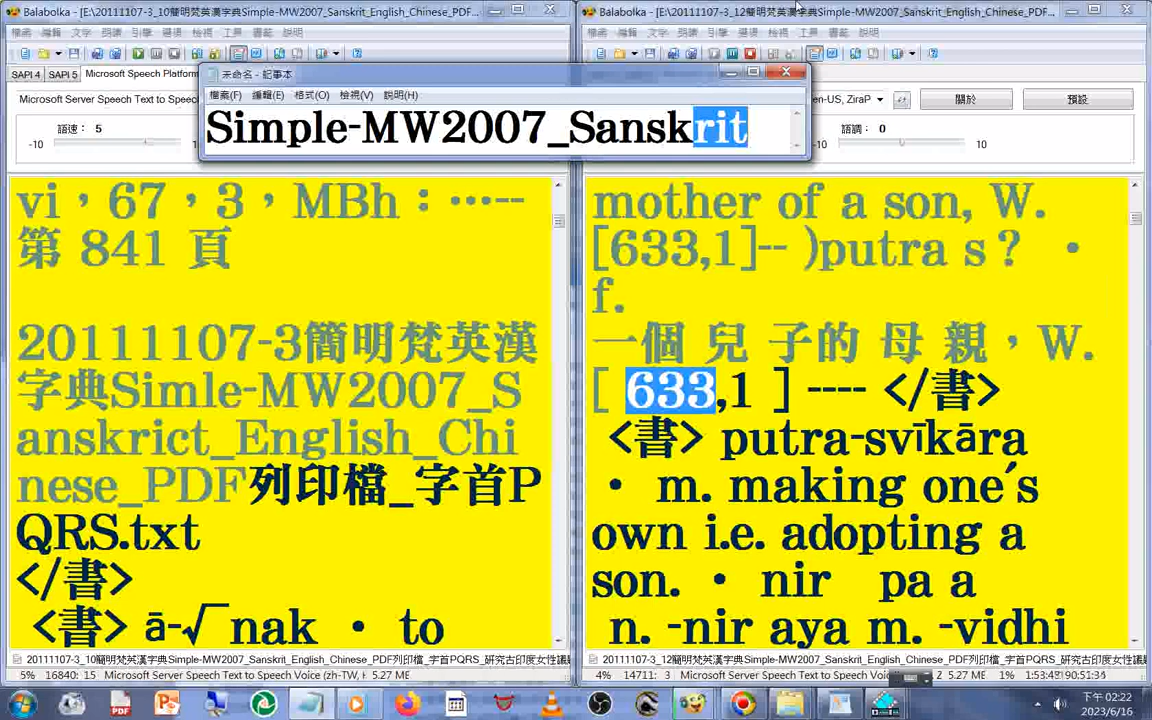 Balabolka - [E:\20111107-3_10簡明梵英漢字典Simple-MW2007_Sanskrit_English_Chinese_PDF...
Balabolka - [E:\20111107-3_12簡明梵英漢字典Simple-MW2007_Sanskrit_English_Chinese_PDF...
未命名 - 記事本
SAPI 4 SAPI 5 Microsoft Speech Platform
檔案(F) 編輯(E) 格式(O) 檢視(V) 說明(H)
Microsoft Server Speech Text to Speech
en-US, ZiraP
關於
預設
Simple-MW2007_Sanskrit
語速： 5
語調： 0
-10
10
vi，67，3，MBh：…--
第 841 頁
20111107-3簡明梵英漢
字典Simle-MW2007_S
anskrict_English_Chi
nese_PDF列印檔_字首P
QRS.txt
</書>
<書> ā-√nak • to
mother of a son, W.
[633,1]-- )putra s？ •
f.
一個 兒 子的 母 親，W.
[ 633,1 ] ---- </書>
<書> putra-svīkāra
• m. making one′s
own i.e. adopting a
son. • nir pa a
n. -nir aya m. -vidhi
20111107-3_10簡明梵英漢字典Simple-MW2007_Sanskrit_English_Chinese_PDF列印檔_字首PQRS_研究古印度女性議題
20111107-3_12簡明梵英漢字典Simple-MW2007_Sanskrit_English_Chinese_PDF列印檔_字首PQRS_研究古印度女性議題
5% 16840: 15 Microsoft Server Speech Text to Speech Voice (zh-TW, H 5.27 MB
4% 14711: 3 Microsoft Server Speech Text to Speech Voice 5.27 MB 1%
下午 02:22
2023/6/16